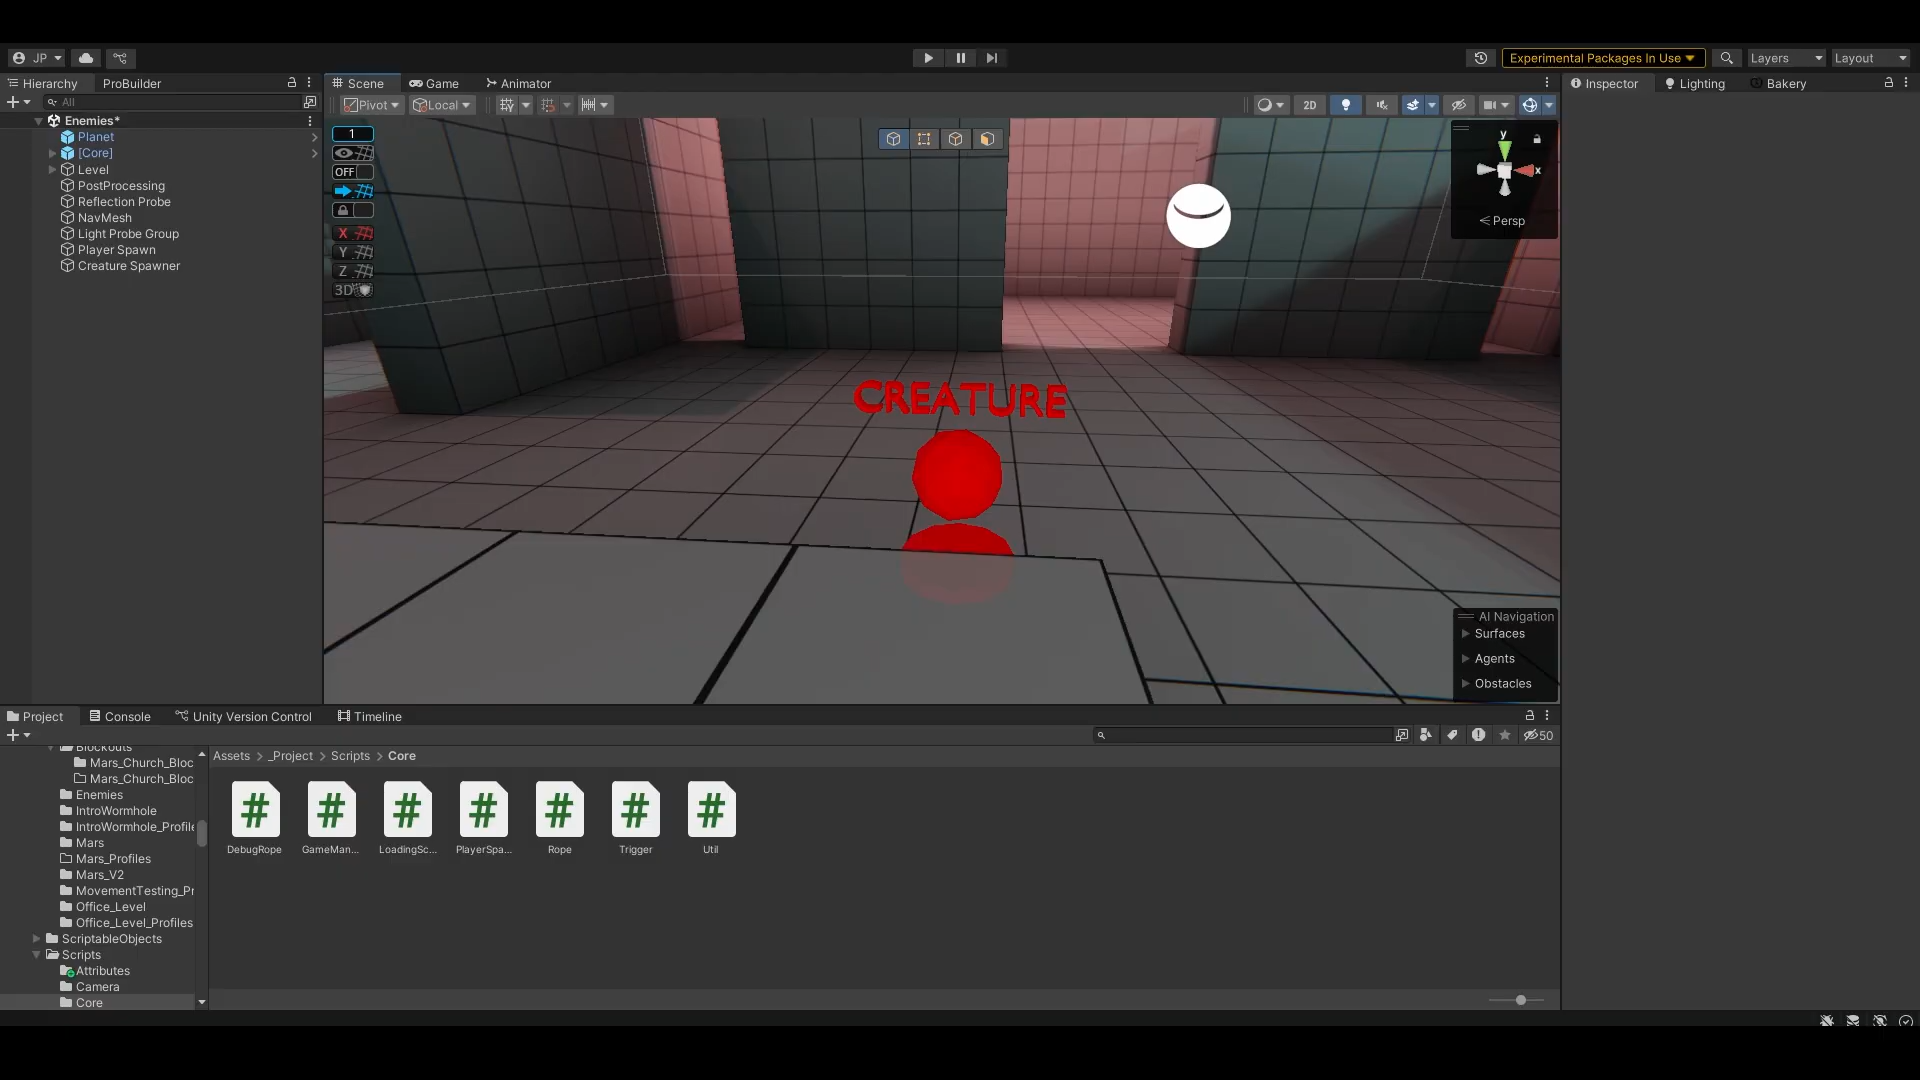 JP
Experimental Packages In Use
Layers
Layout
Hierarchy
ProBuilder
Scene
Game
Animator
Inspector
Lighting
Bakery
All
Pivot
Local
2D
Enemies*
Planet
[Core]
Level
PostProcessing
Reflection Probe
NavMesh
Light Probe Group
Player Spawn
Creature Spawner
1
OFF
X
Y
Z
3D
y
x
Persp
CREATURE
AI Navigation
Surfaces
Agents
Obstacles
Project
Console
Unity Version Control
Timeline
50
Blockouts
Mars_Church_Bloc
Mars_Church_Bloc
Enemies
IntroWormhole
IntroWormhole_Profile
Mars
Mars_Profiles
Mars_V2
MovementTesting_Pr
Office_Level
Office_Level_Profiles
ScriptableObjects
Scripts
Attributes
Camera
Core
Assets > _Project > Scripts > Core
DebugRope
GameMan...
LoadingSc...
PlayerSpa...
Rope
Trigger
Util